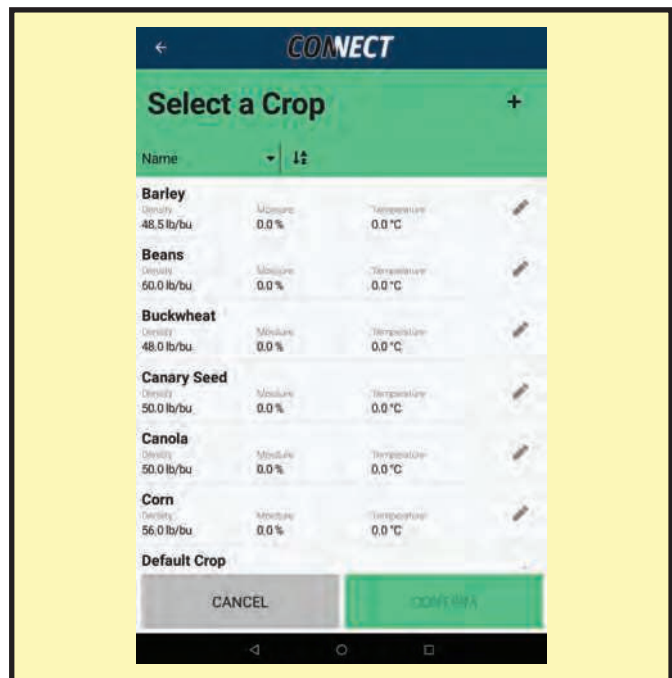 CONNECT
Select a Crop +
Name
Barley
Density Moisture Temperature
48.5 lb/bu 0.0 % 0.0 °C
Beans
Density Moisture Temperature
60.0 lb/bu 0.0 % 0.0 °C
Buckwheat
Density Moisture Temperature
48.0 lb/bu 0.0 % 0.0 °C
Canary Seed
Density Moisture Temperature
50.0 lb/bu 0.0 % 0.0 °C
Canola
Density Moisture Temperature
50.0 lb/bu 0.0 % 0.0 °C
Corn
Density Moisture Temperature
56.0 lb/bu 0.0 % 0.0 °C
Default Crop
CANCEL CONFIRM